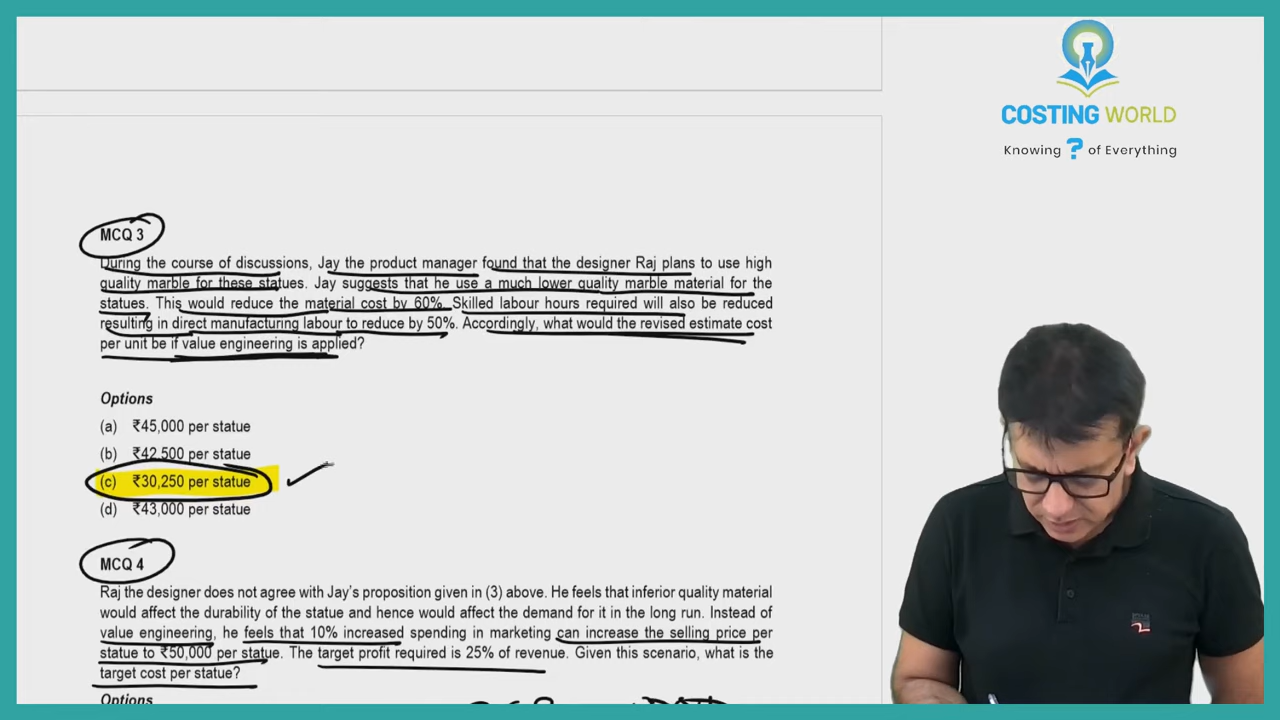 COSTING WORLD
Knowing ? of Everything
MCQ 3
During the course of discussions, Jay the product manager found that the designer Raj plans to use high
quality marble for these statues. Jay suggests that he use a much lower quality marble material for the
statues. This would reduce the material cost by 60%. Skilled labour hours required will also be reduced
resulting in direct manufacturing labour to reduce by 50%. Accordingly, what would the revised estimate cost
per unit be if value engineering is applied?
Options
(a) ₹45,000 per statue
(b) ₹42,500 per statue
(c) ₹30,250 per statue
(d) ₹43,000 per statue
MCQ 4
Raj the designer does not agree with Jay's proposition given in (3) above. He feels that inferior quality material
would affect the durability of the statue and hence would affect the demand for it in the long run. Instead of
value engineering, he feels that 10% increased spending in marketing can increase the selling price per
statue to ₹50,000 per statue. The target profit required is 25% of revenue. Given this scenario, what is the
target cost per statue?
Options